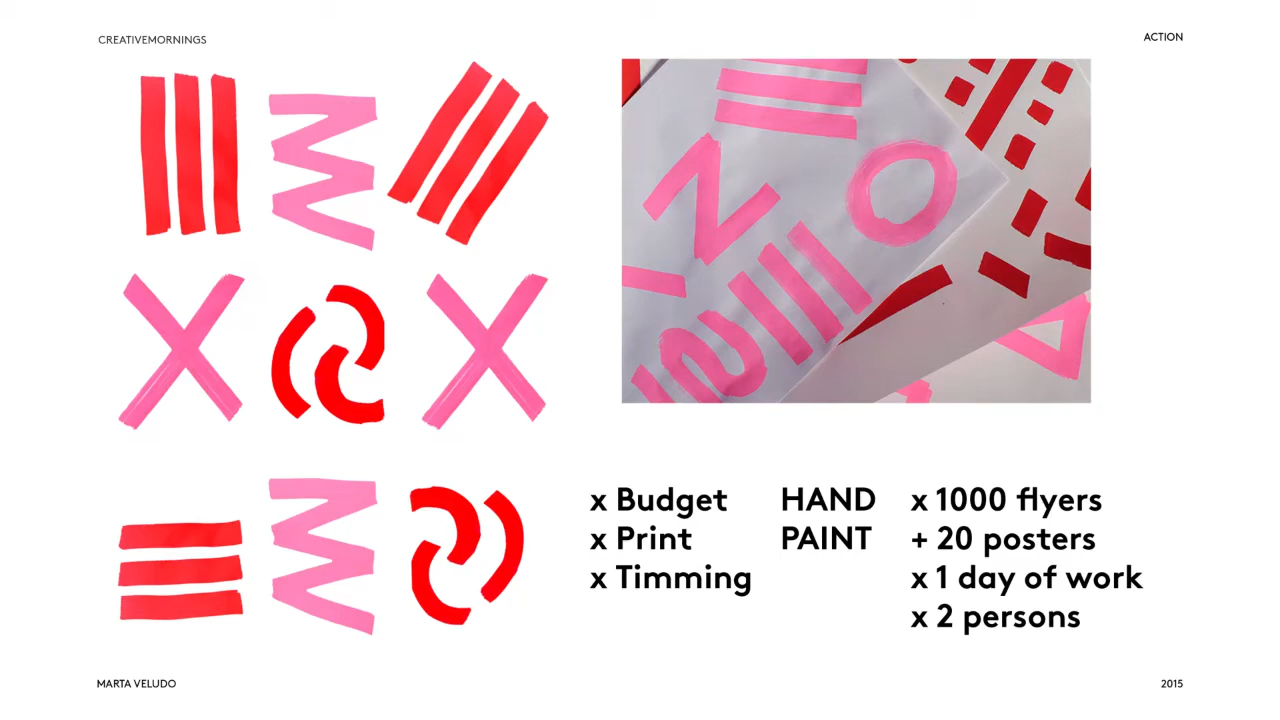 CREATIVEMORNINGS
ACTION
x Budget
x Print
x Timming
HAND
PAINT
x 1000 flyers
+ 20 posters
x 1 day of work
x 2 persons
MARTA VELUDO
2015